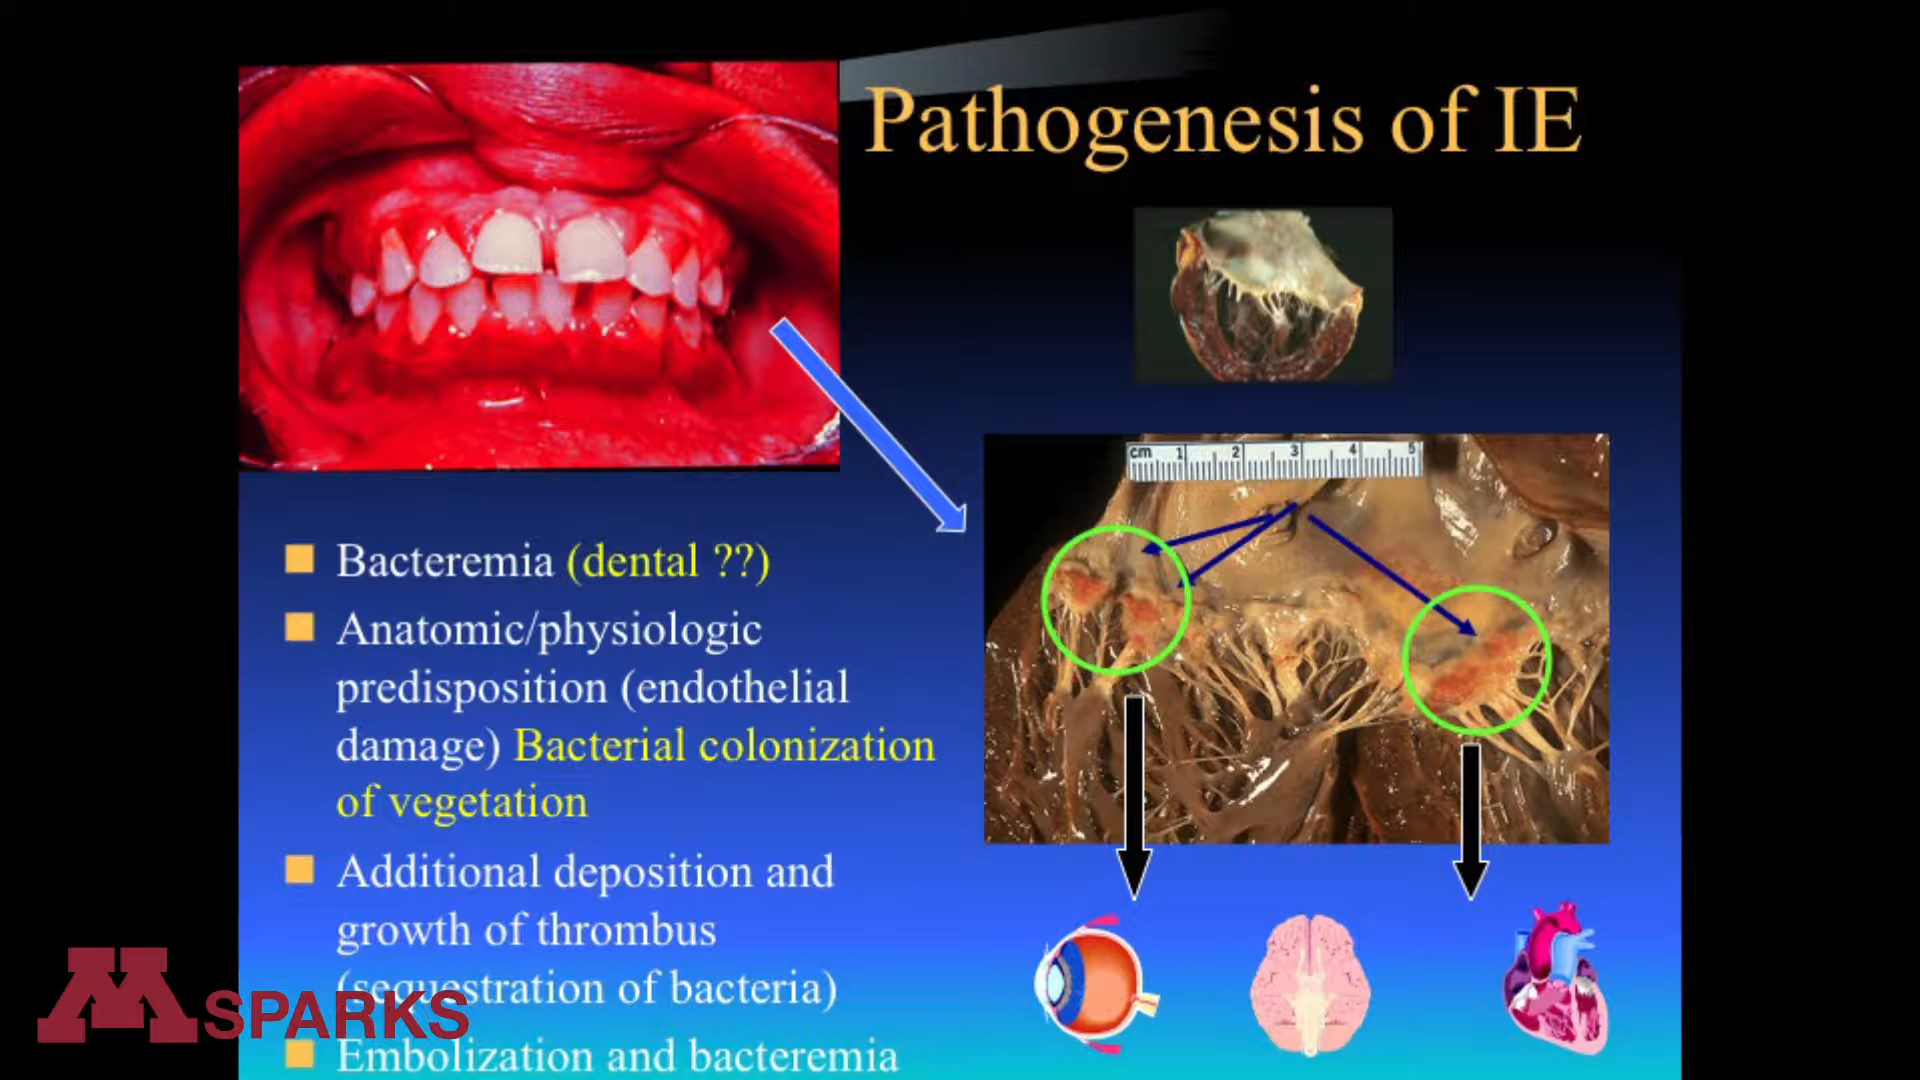 Pathogenesis of IE
cm 1 2 3 4 5
Bacteremia (dental ??)
Anatomic/physiologic
predisposition (endothelial
damage) Bacterial colonization
of vegetation
Additional deposition and
growth of thrombus
(sequestration of bacteria)
Embolization and bacteremia
M SPARKS